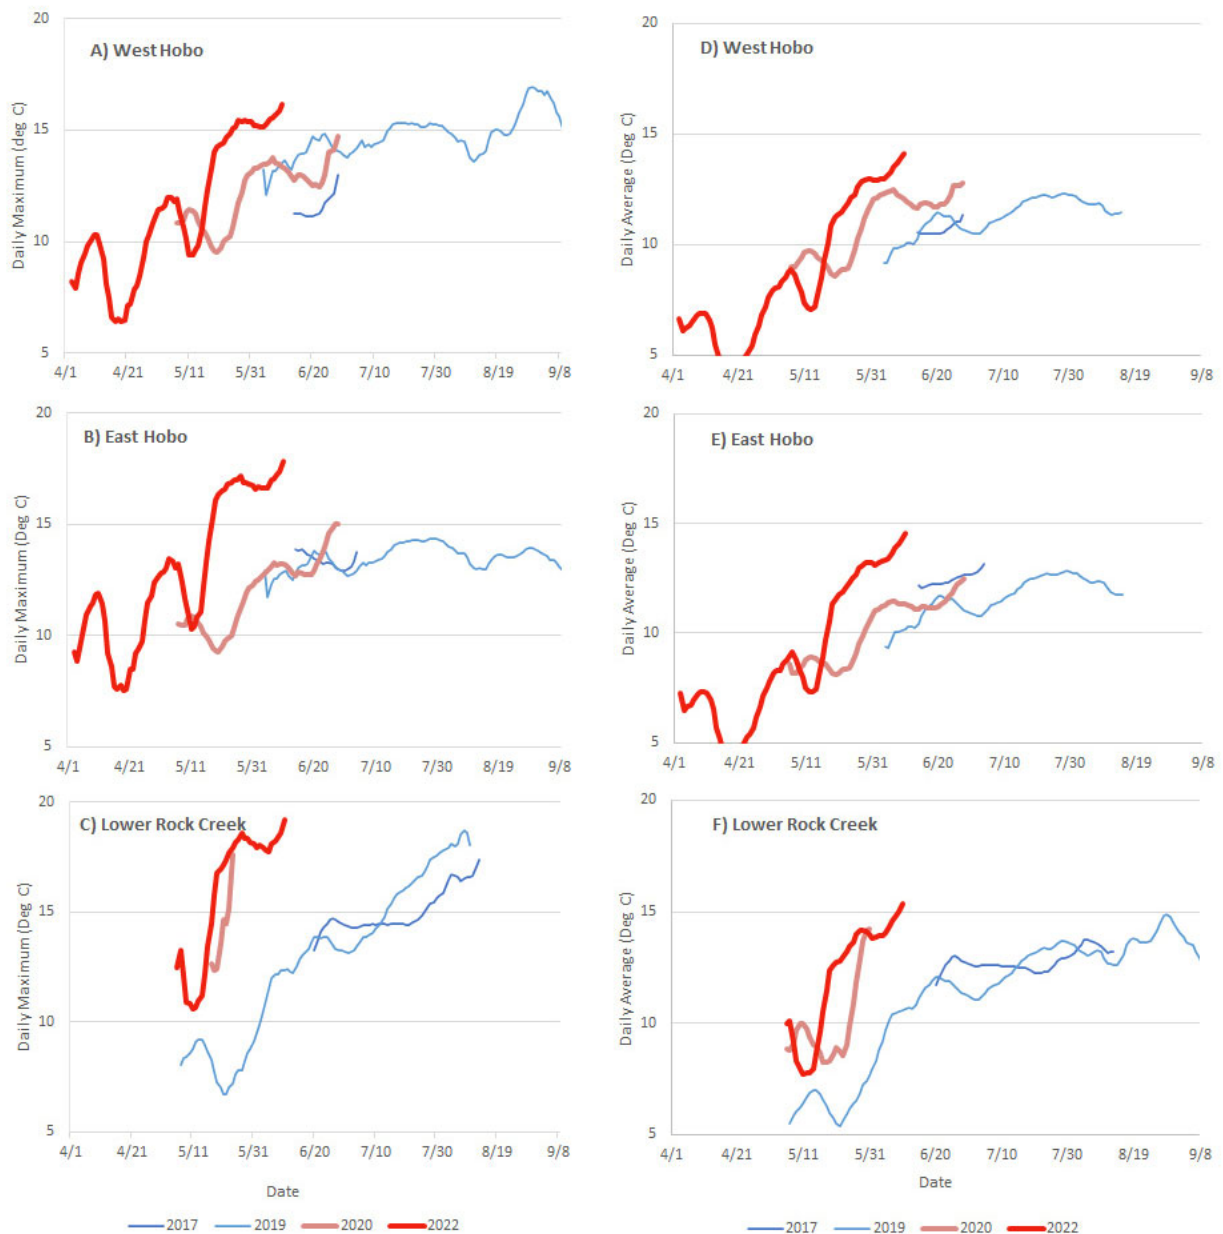 20
15
10
5
Daily Maximum (deg C)
A) West Hobo
4/1 4/21 5/11 5/31 6/20 7/10 7/30 8/19 9/8
20
15
10
5
Daily Average (Deg C)
D) West Hobo
4/1 4/21 5/11 5/31 6/20 7/10 7/30 8/19 9/8
20
15
10
5
Daily Maximum (Deg C)
B) East Hobo
4/1 4/21 5/11 5/31 6/20 7/10 7/30 8/19 9/8
20
15
10
5
Daily Average (Deg C)
E) East Hobo
4/1 4/21 5/11 5/31 6/20 7/10 7/30 8/19 9/8
20
15
10
5
Daily Maximum (Deg C)
C) Lower Rock Creek
4/1 4/21 5/11 5/31 6/20 7/10 7/30 8/19 9/8
Date
2017 2019 2020 2022
20
15
10
5
Daily Average (Deg C)
F) Lower Rock Creek
4/1 4/21 5/11 5/31 6/20 7/10 7/30 8/19 9/8
Date
2017 2019 2020 2022